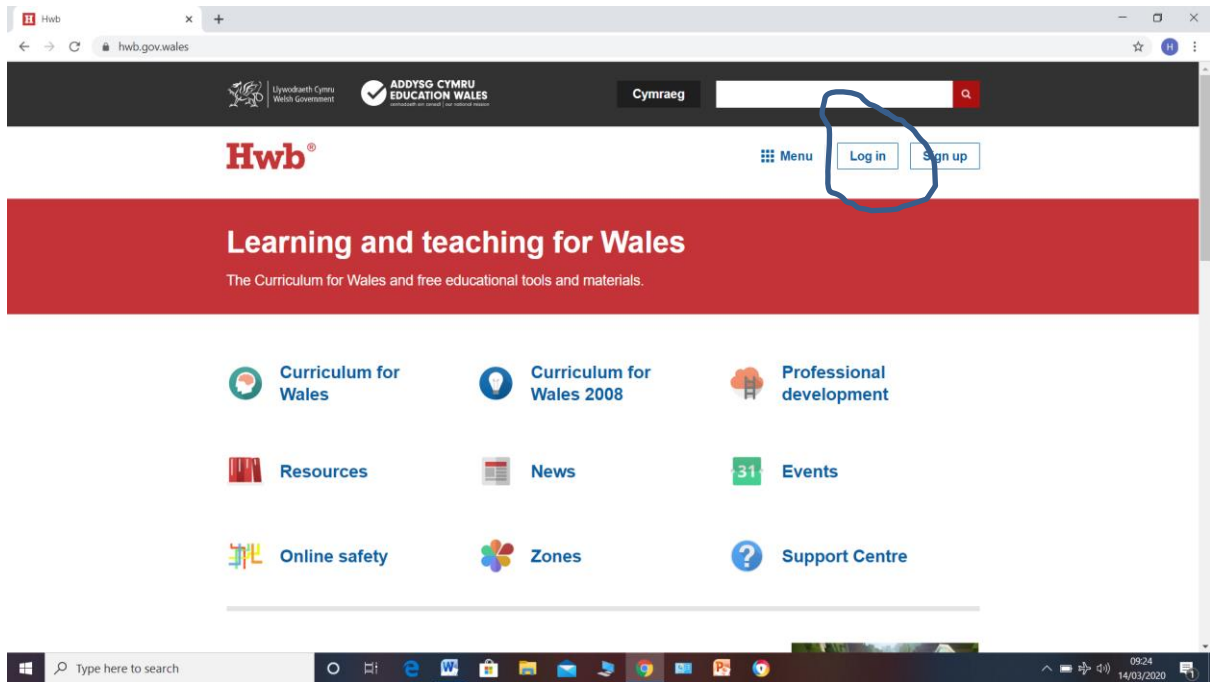 Hwb
hwb.gov.wales
H
Llywodraeth Cymru
Welsh Government
ADDYSG CYMRU
EDUCATION WALES
Cymraeg
Hwb®
Menu
Log in
Sign up
Learning and teaching for Wales
The Curriculum for Wales and free educational tools and materials.
Curriculum for
Wales
Curriculum for
Wales 2008
Professional
development
Resources
News
31
Events
Online safety
Zones
Support Centre
Type here to search
09:24
14/03/2020